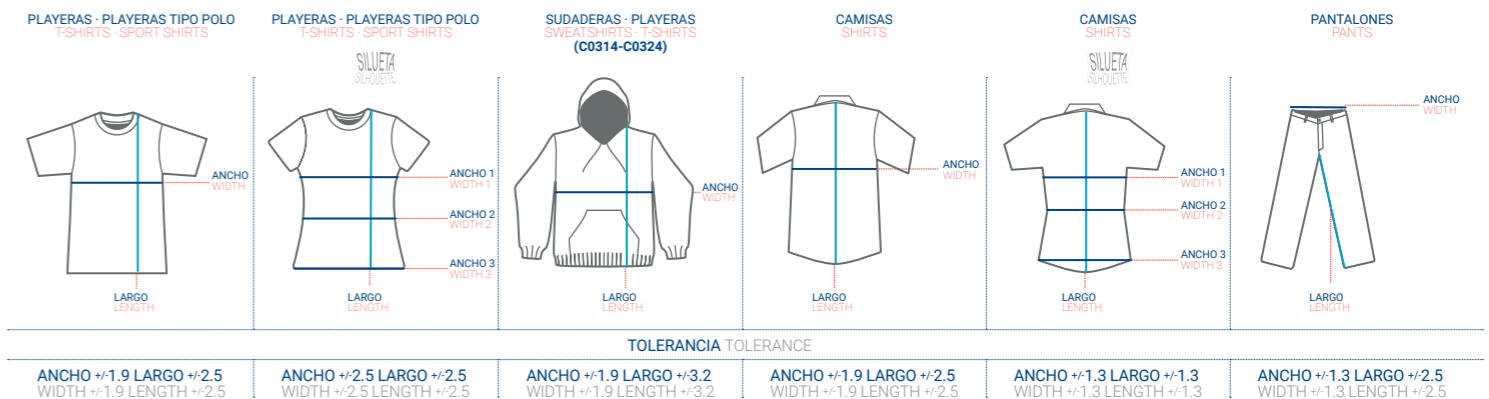 PLAYERAS · PLAYERAS TIPO POLO
T-SHIRTS · SPORT SHIRTS
ANCHO
WIDTH
LARGO
LENGTH
PLAYERAS · PLAYERAS TIPO POLO
T-SHIRTS · SPORT SHIRTS
SILUETA
SILHOUETTE
ANCHO 1
WIDTH 1
ANCHO 2
WIDTH 2
ANCHO 3
WIDTH 3
LARGO
LENGTH
SUDADERAS · PLAYERAS
SWEATSHIRTS · T-SHIRTS
(C0314-C0324)
ANCHO
WIDTH
LARGO
LENGTH
CAMISAS
SHIRTS
ANCHO
WIDTH
LARGO
LENGTH
CAMISAS
SHIRTS
SILUETA
SILHOUETTE
ANCHO 1
WIDTH 1
ANCHO 2
WIDTH 2
ANCHO 3
WIDTH 3
LARGO
LENGTH
PANTALONES
PANTS
ANCHO
WIDTH
LARGO
LENGTH
TOLERANCIA TOLERANCE
ANCHO +/-1.9 LARGO +/-2.5
WIDTH +/-1.9 LENGTH +/-2.5
ANCHO +/-2.5 LARGO +/-2.5
WIDTH +/-2.5 LENGTH +/-2.5
ANCHO +/-1.9 LARGO +/-3.2
WIDTH +/-1.9 LENGTH +/-3.2
ANCHO +/-1.9 LARGO +/-2.5
WIDTH +/-1.9 LENGTH +/-2.5
ANCHO +/-1.3 LARGO +/-1.3
WIDTH +/-1.3 LENGTH +/-1.3
ANCHO +/-1.3 LARGO +/-2.5
WIDTH +/-1.3 LENGTH +/-2.5